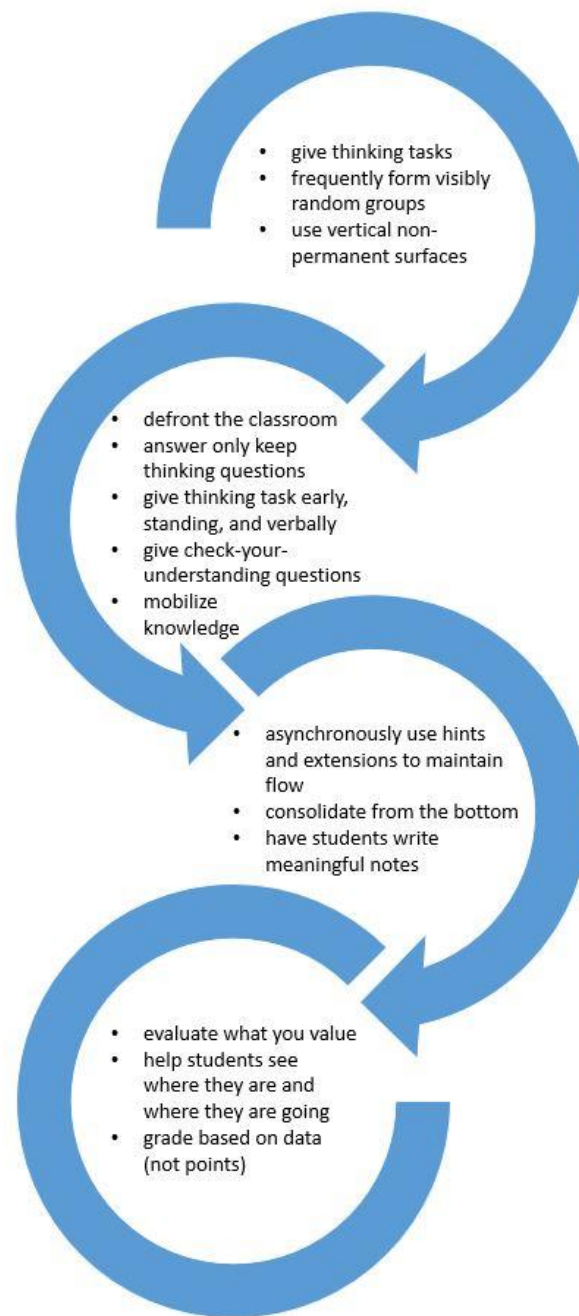 • give thinking tasks
• frequently form visibly
random groups
• use vertical non-
permanent surfaces
• defront the classroom
• answer only keep
thinking questions
• give thinking task early,
standing, and verbally
• give check-your-
understanding questions
• mobilize
knowledge
• asynchronously use hints
and extensions to maintain
flow
• consolidate from the bottom
• have students write
meaningful notes
• evaluate what you value
• help students see
where they are and
where they are going
• grade based on data
(not points)